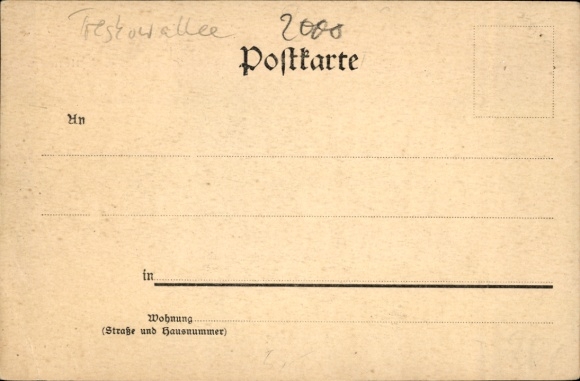 Treskowallee 2000
Postkarte
An
in
Wohnung
(Straße und Hausnummer)